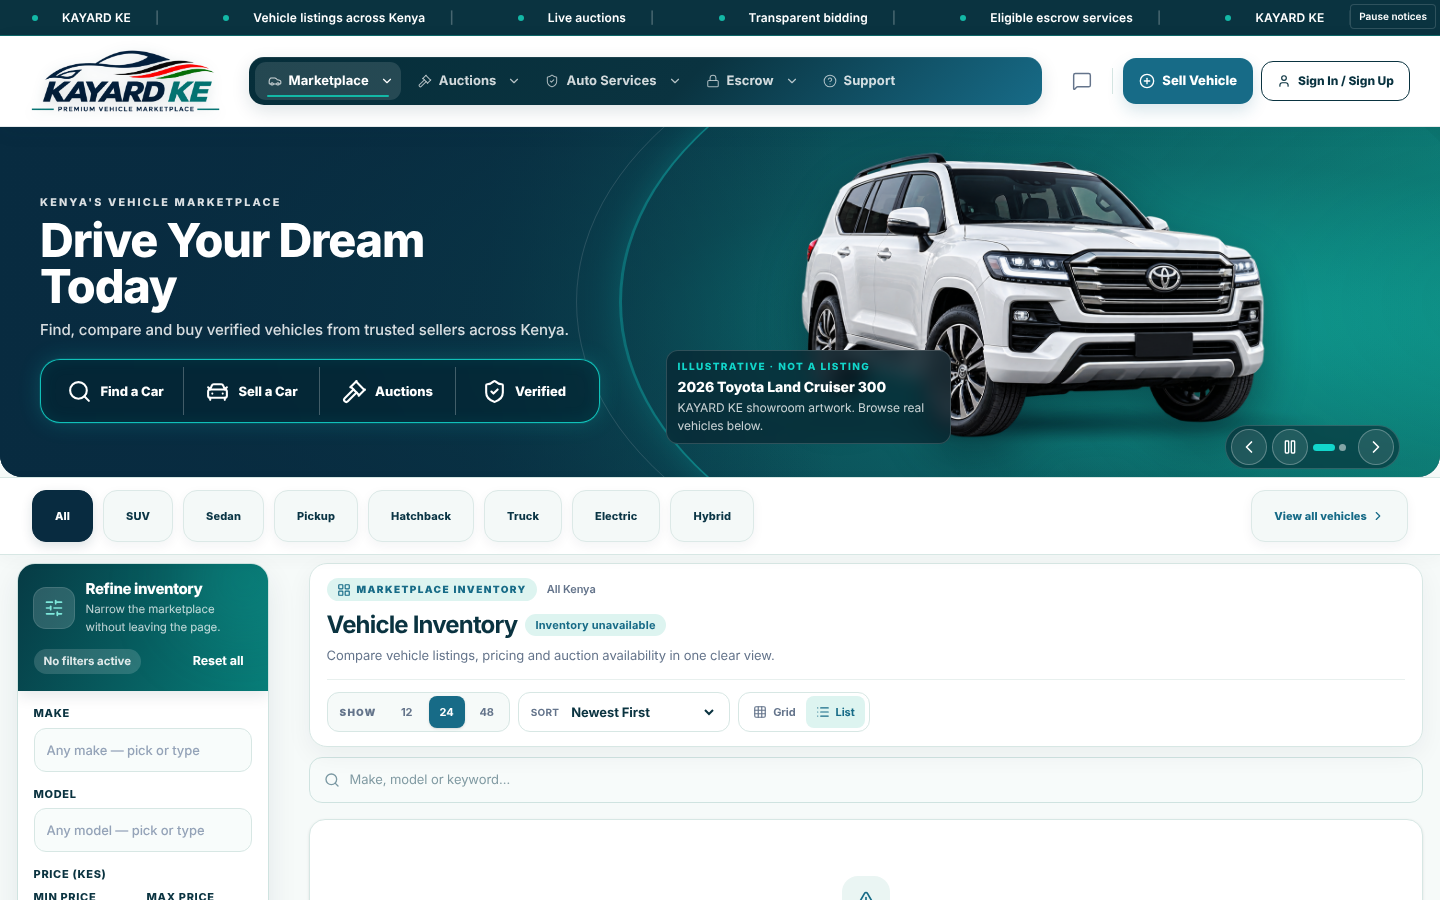 KAYARD KE
Vehicle listings across Kenya
Live auctions
Transparent bidding
Eligible escrow services
KAYARD KE
Pause notices
KAYARD KE
PREMIUM VEHICLE MARKETPLACE
Marketplace
Auctions
Auto Services
Escrow
Support
Sell Vehicle
Sign In / Sign Up
KENYA'S VEHICLE MARKETPLACE
Drive Your Dream
Today
Find, compare and buy verified vehicles from trusted sellers across Kenya.
Find a Car
Sell a Car
Auctions
Verified
ILLUSTRATIVE · NOT A LISTING
2026 Toyota Land Cruiser 300
KAYARD KE showroom artwork. Browse real
vehicles below.
All
SUV
Sedan
Pickup
Hatchback
Truck
Electric
Hybrid
View all vehicles
Refine inventory
Narrow the marketplace
without leaving the page.
No filters active
Reset all
MAKE
Any make — pick or type
MODEL
Any model — pick or type
PRICE (KES)
MIN PRICE
MAX PRICE
MARKETPLACE INVENTORY
All Kenya
Vehicle Inventory
Inventory unavailable
Compare vehicle listings, pricing and auction availability in one clear view.
SHOW
12
24
48
SORT
Newest First
Grid
List
Make, model or keyword...